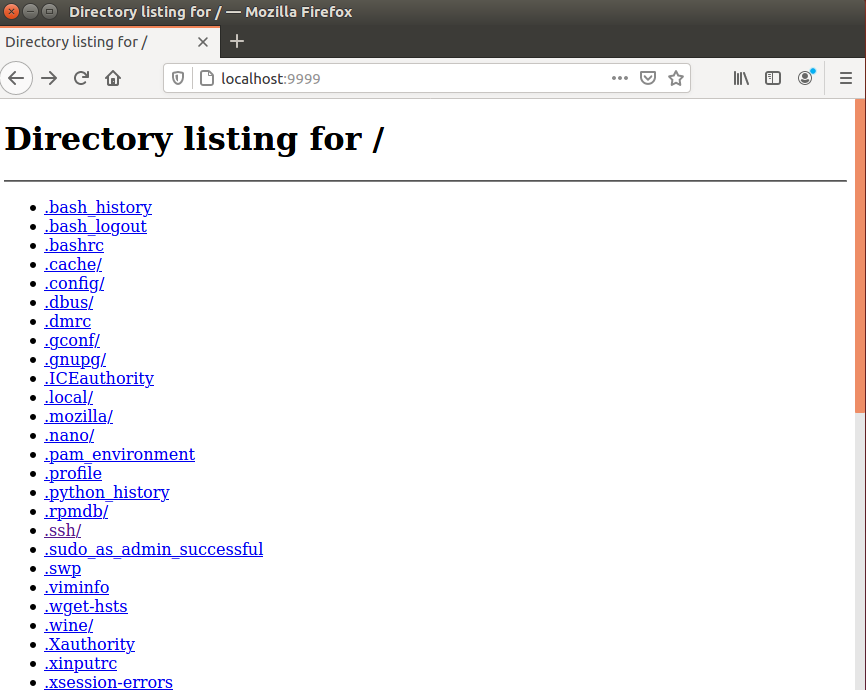 Directory listing for / — Mozilla Firefox
Directory listing for /
localhost:9999
Directory listing for /
.bash_history
.bash_logout
.bashrc
.cache/
.config/
.dbus/
.dmrc
.gconf/
.gnupg/
.ICEauthority
.local/
.mozilla/
.nano/
.pam_environment
.profile
.python_history
.rpmdb/
.ssh/
.sudo_as_admin_successful
.swp
.viminfo
.wget-hsts
.wine/
.Xauthority
.xinputrc
.xsession-errors